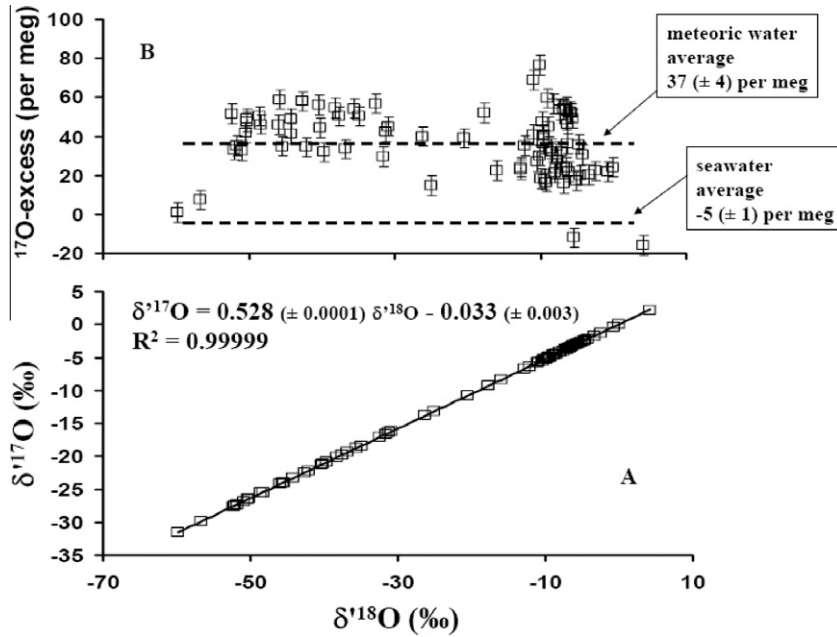 100
80
60
40
20
0
-20
¹⁷O-excess (per meg)
B
meteoric water
average
37 (± 4) per meg
seawater
average
-5 (± 1) per meg
δ'¹⁷O = 0.528 (± 0.0001) δ'¹⁸O - 0.033 (± 0.003)
R² = 0.99999
5
0
-5
-10
-15
-20
-25
-30
-35
δ'¹⁷O (‰)
A
-70
-50
-30
-10
10
δ'¹⁸O (‰)